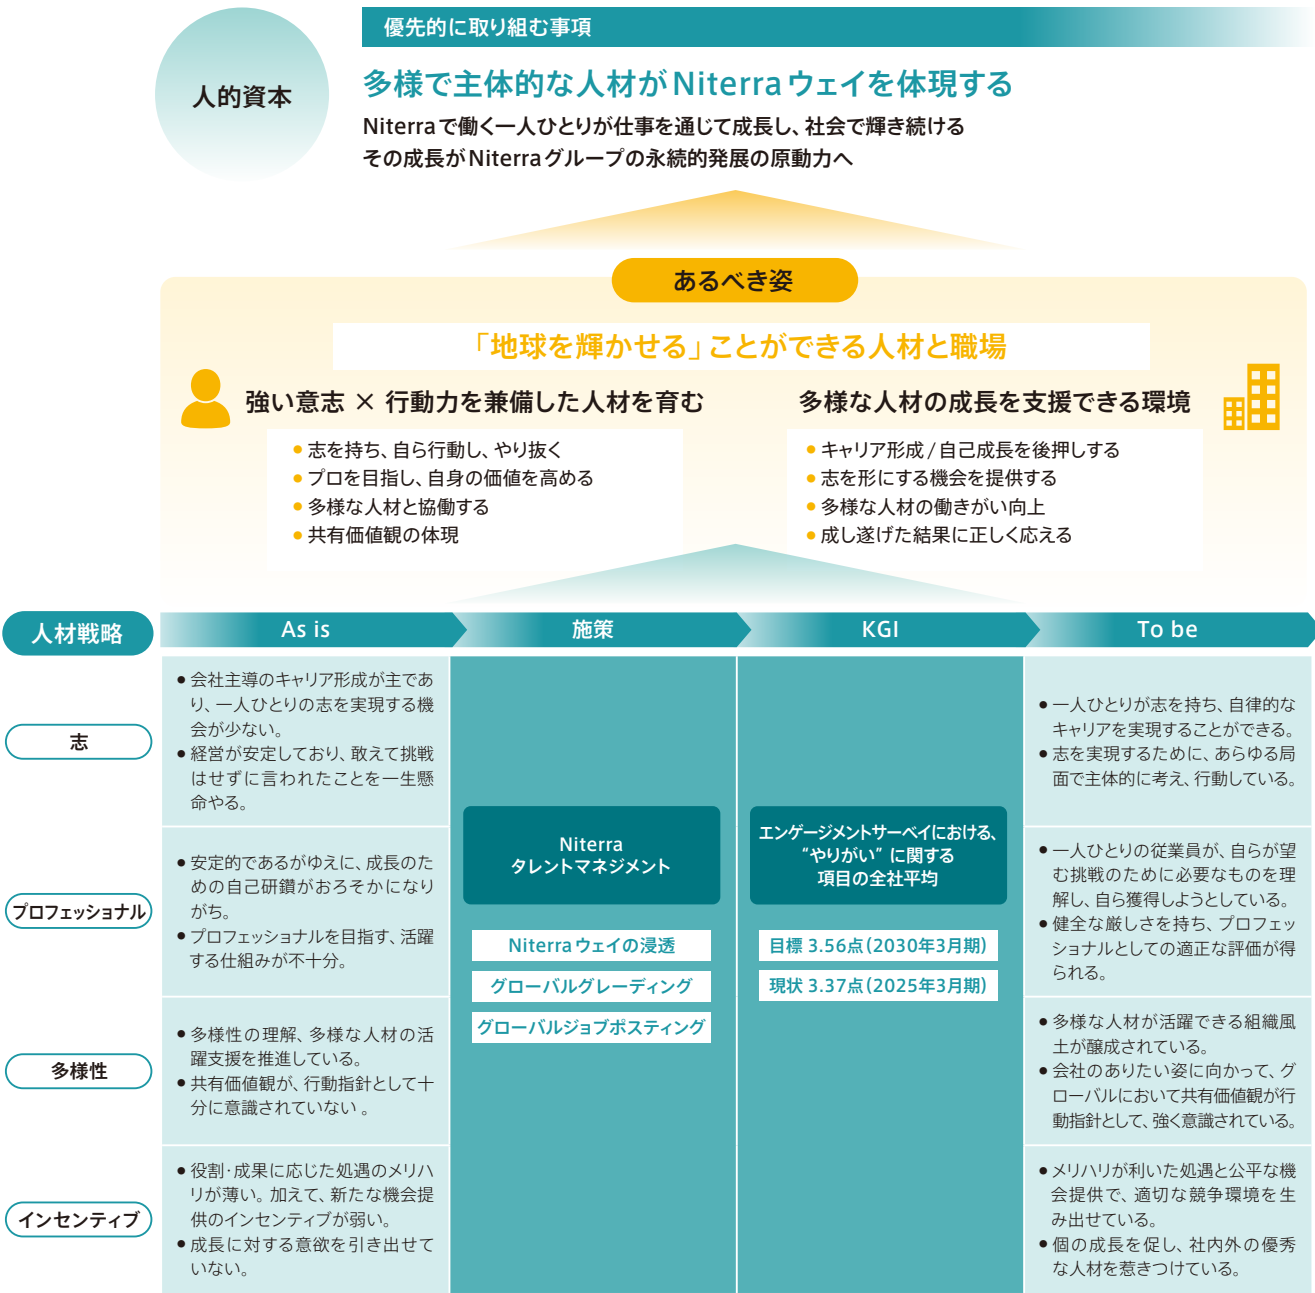 人的資本
優先的に取り組む事項
多様で主体的な人材がNiterraウェイを体現する
Niterraで働く一人ひとりが仕事を通じて成長し、社会で輝き続ける
その成長がNiterraグループの永続的発展の原動力へ
あるべき姿
「地球を輝かせる」ことができる人材と職場
強い意志 × 行動力を兼備した人材を育む
● 志を持ち、自ら行動し、やり抜く
● プロを目指し、自身の価値を高める
● 多様な人材と協働する
● 共有価値観の体現
多様な人材の成長を支援できる環境
● キャリア形成/自己成長を後押しする
● 志を形にする機会を提供する
● 多様な人材の働きがい向上
● 成し遂げた結果に正しく応える
人材戦略
As is
施策
KGI
To be
志
● 会社主導のキャリア形成が主であ
り、一人ひとりの志を実現する機
会が少ない。
● 経営が安定しており、敢えて挑戦
はせずに言われたことを一生懸
命やる。
● 一人ひとりが志を持ち、自律的な
キャリアを実現することができる。
● 志を実現するために、あらゆる局
面で主体的に考え、行動している。
プロフェッショナル
● 安定的であるがゆえに、成長のた
めの自己研鑽がおろそかになり
がち。
● プロフェッショナルを目指す、活躍
する仕組みが不十分。
Niterra
タレントマネジメント
Niterraウェイの浸透
グローバルグレーディング
グローバルジョブポスティング
エンゲージメントサーベイにおける、
“やりがい” に関する
項目の全社平均
目標 3.56点(2030年3月期)
現状 3.37点(2025年3月期)
● 一人ひとりの従業員が、自らが望
む挑戦のために必要なものを理
解し、自ら獲得しようとしている。
● 健全な厳しさを持ち、プロフェッ
ショナルとしての適正な評価が得
られる。
多様性
● 多様性の理解、多様な人材の活
躍支援を推進している。
● 共有価値観が、行動指針として十
分に意識されていない。
● 多様な人材が活躍できる組織風
土が醸成されている。
● 会社のありたい姿に向かって、グ
ローバルにおいて共有価値観が行
動指針として、強く意識されている。
インセンティブ
● 役割・成果に応じた処遇のメリハ
リが薄い。加えて、新たな機会提
供のインセンティブが弱い。
● 成長に対する意欲を引き出せて
いない。
● メリハリが利いた処遇と公平な機
会提供で、適切な競争環境を生
み出せている。
● 個の成長を促し、社内外の優秀
な人材を惹きつけている。